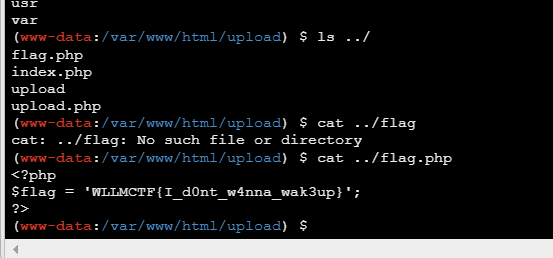 usr
var
(www-data:/var/www/html/upload) $ ls ../
flag.php
index.php
upload
upload.php
(www-data:/var/www/html/upload) $ cat ../flag
cat: ../flag: No such file or directory
(www-data:/var/www/html/upload) $ cat ../flag.php
<?php
$flag = 'WLLMCTF{I_d0nt_w4nna_wak3up}';
?>
(www-data:/var/www/html/upload) $